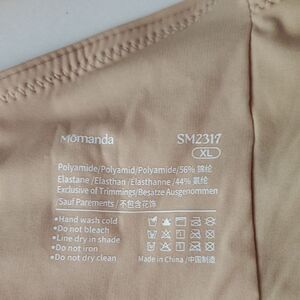 Mömanda
SM2317
XL
Polyamide/Polyamid/Polyamide/56% 锦纶
Elastane/Elasthan/Elasthanne/44% 氨纶
Exclusive of Trimmings/Besatze Ausgenommen
Sauf Parements/不包含花饰
•Hand wash cold
•Do not bleach
•Line dry in shade
•Do not iron
•Do not dry clean
Made in China/中国制造